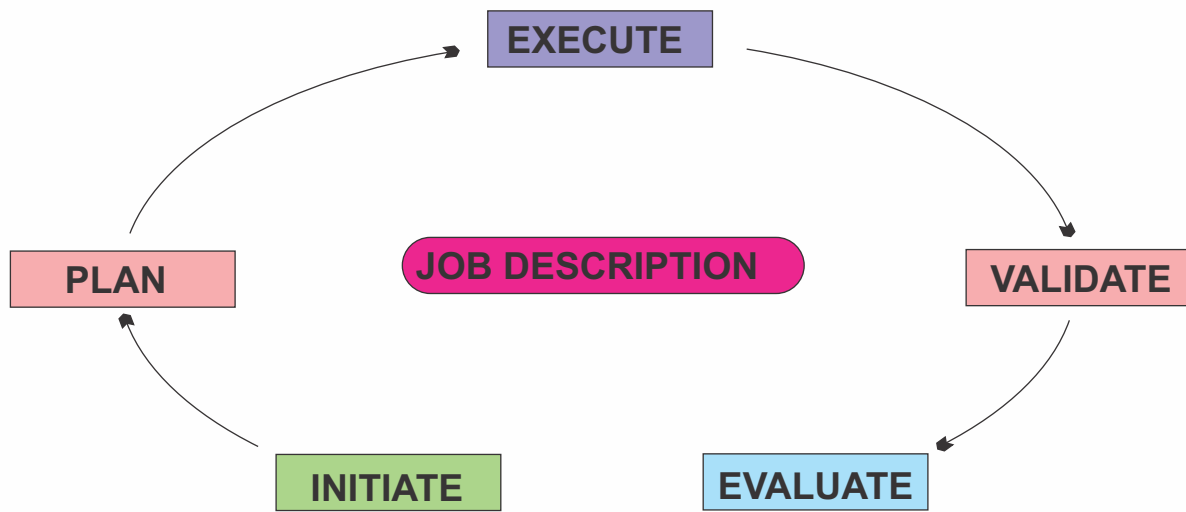 EXECUTE
PLAN
JOB DESCRIPTION
VALIDATE
INITIATE
EVALUATE